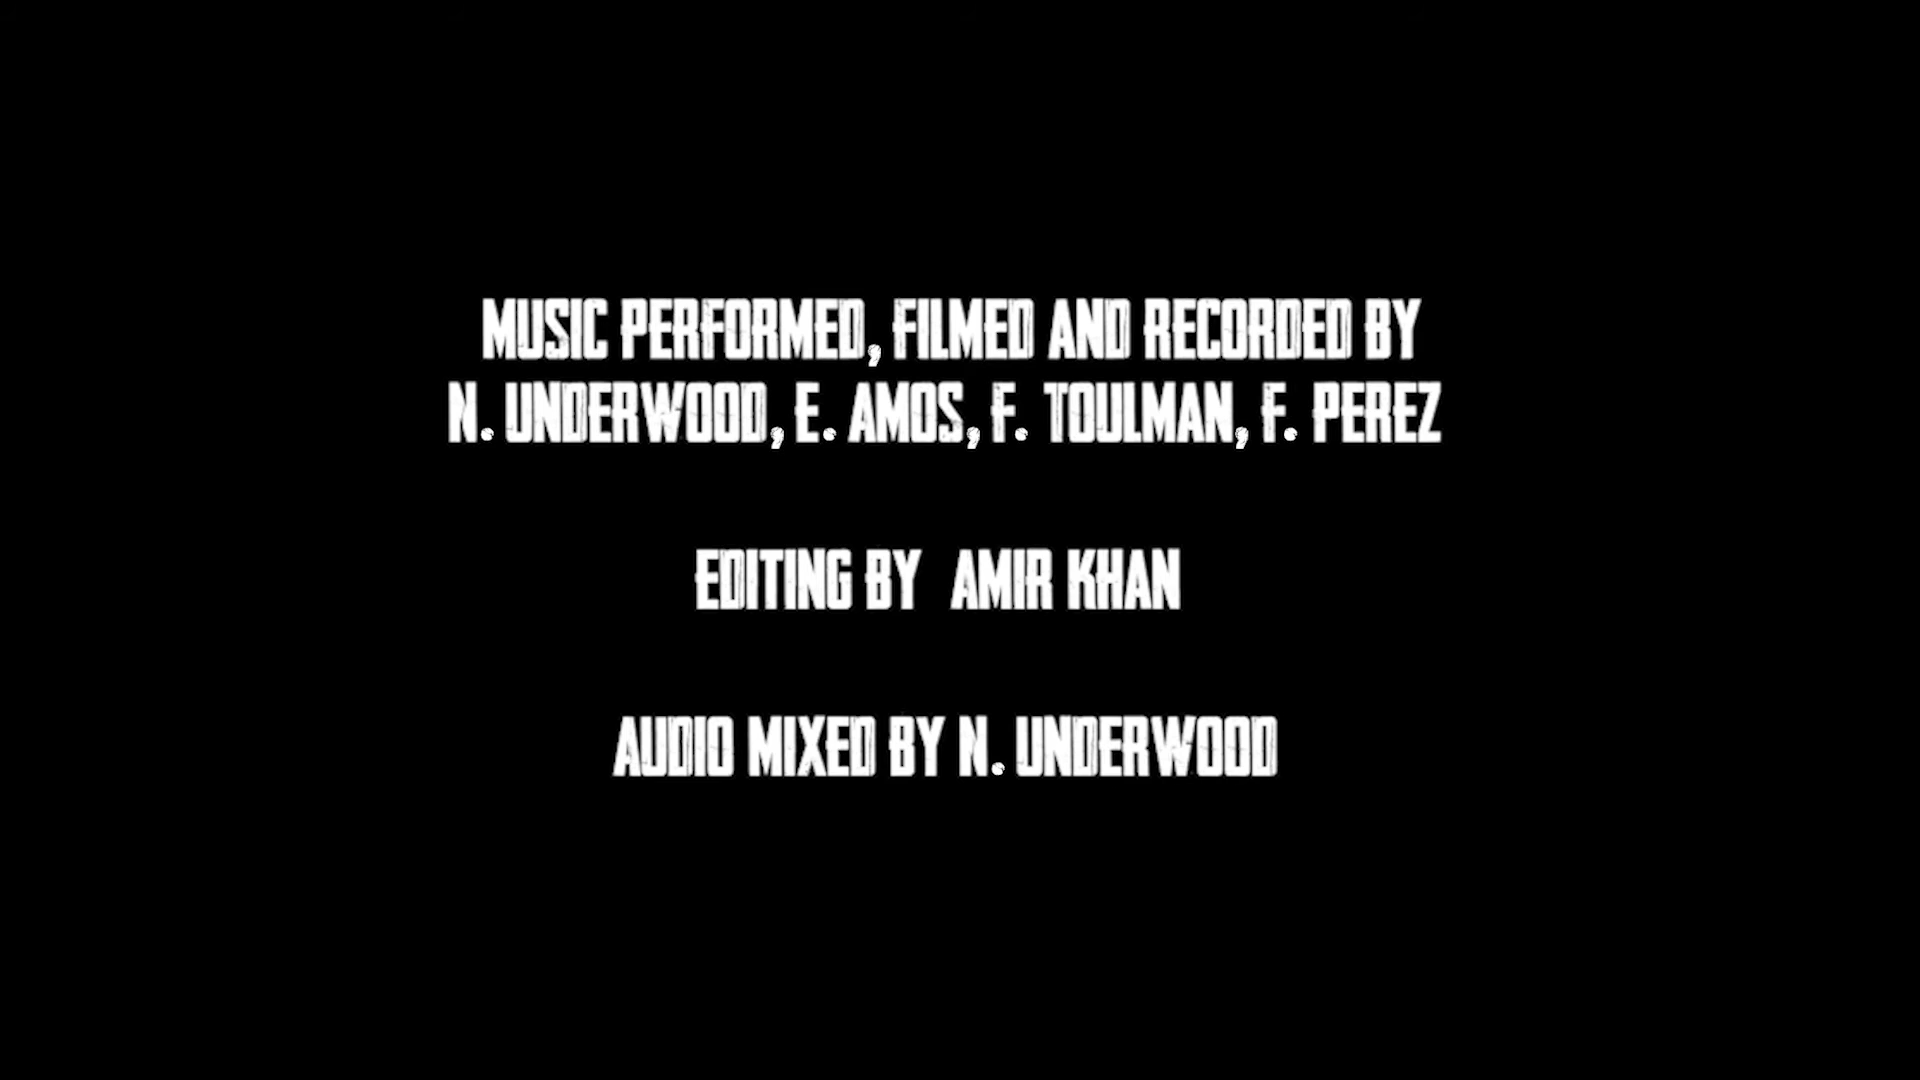 MUSIC PERFORMED, FILMED AND RECORDED BY
N. UNDERWOOD, E. AMOS, F. TOULMAN, F. PEREZ
EDITING BY AMIR KHAN
AUDIO MIXED BY N. UNDERWOOD